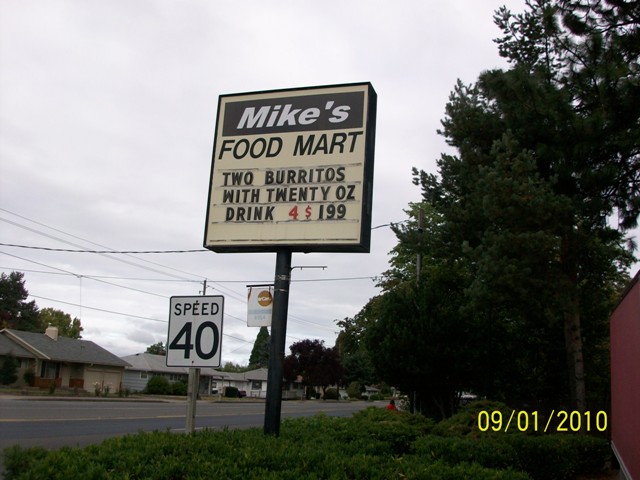 Mike's
FOOD MART
TWO BURRITOS
WITH TWENTY OZ
DRINK 4 $ 199
SPEED
40
09/01/2010